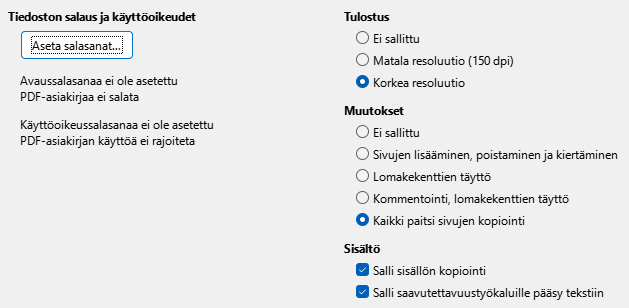 Tiedoston salaus ja käyttöoikeudet
Aseta salasanat...
Avaussalasanaa ei ole asetettu
PDF-asiakirjaa ei salata
Käyttöoikeussalasanaa ei ole asetettu
PDF-asiakirjan käyttöä ei rajoiteta
Tulostus
Ei sallittu
Matala resoluutio (150 dpi)
Korkea resoluutio
Muutokset
Ei sallittu
Sivujen lisääminen, poistaminen ja kiertäminen
Lomakekenttien täyttö
Kommentointi, lomakekenttien täyttö
Kaikki paitsi sivujen kopiointi
Sisältö
Salli sisällön kopiointi
Salli saavutettavuustyökaluille pääsy tekstiin